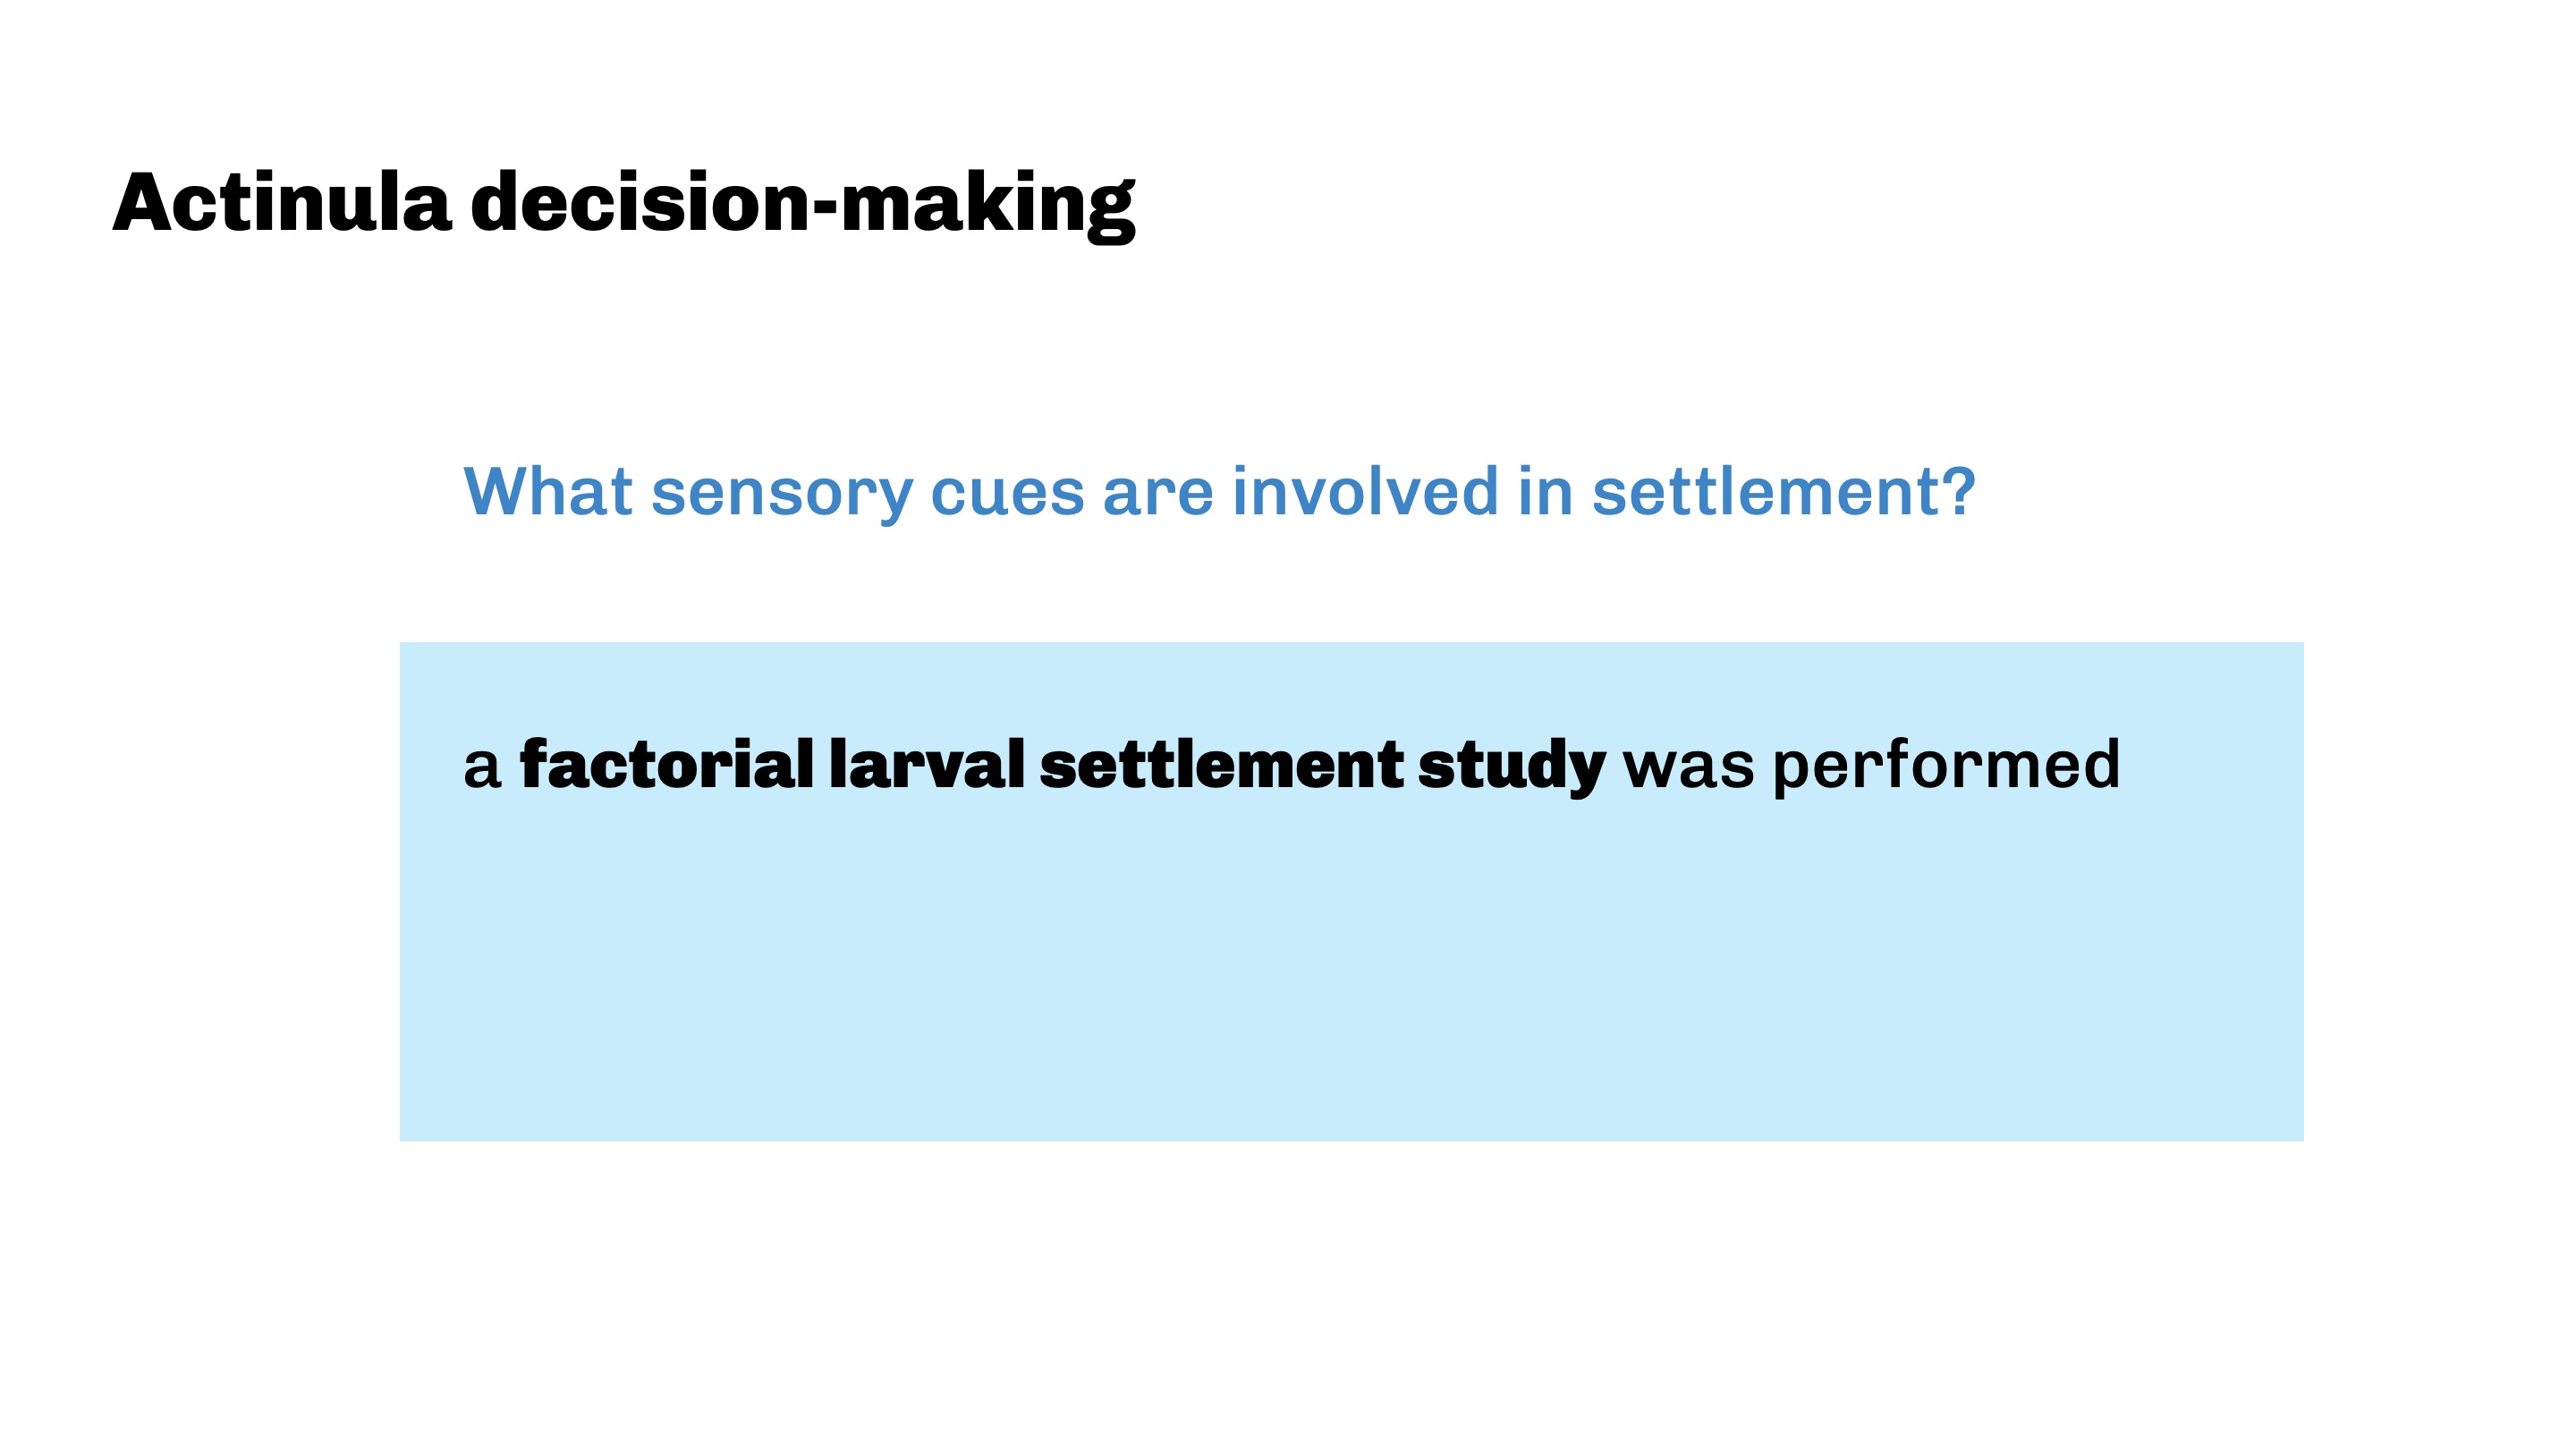 Actinula decision-making
What sensory cues are involved in settlement?
a factorial larval settlement study was performed